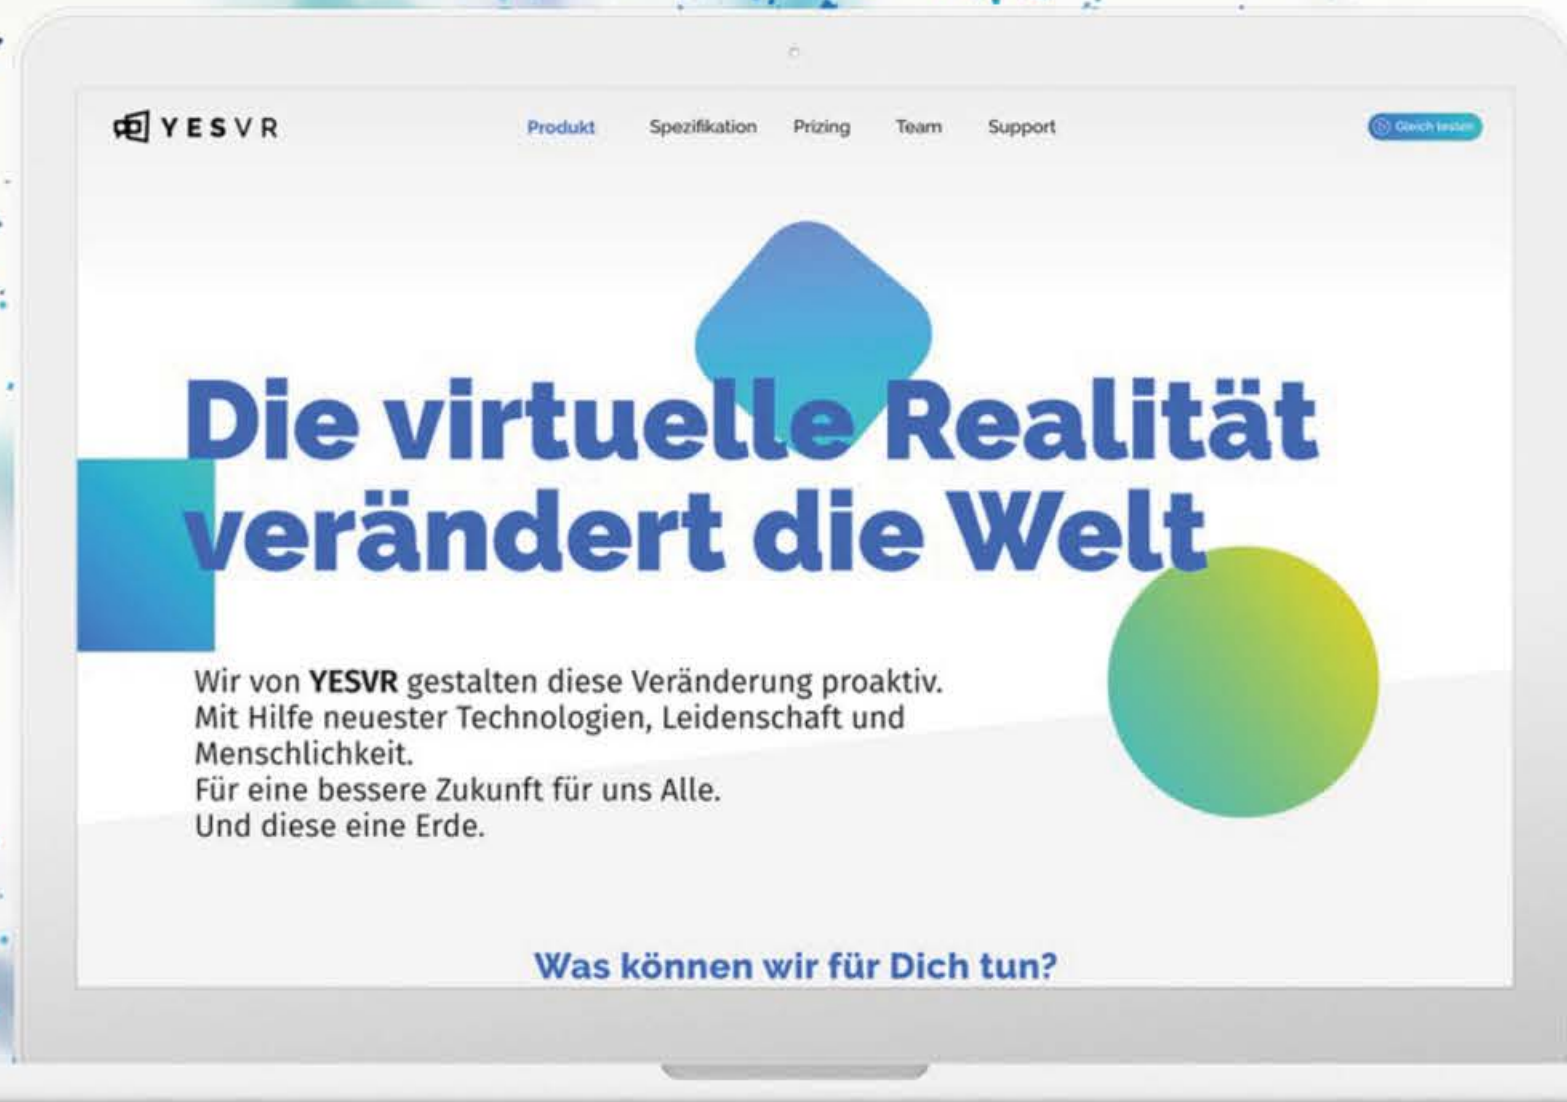 YESVR
Produkt Spezifikation Prizing Team Support
Gleich testen
Die virtuelle Realität
verändert die Welt
Wir von YESVR gestalten diese Veränderung proaktiv.
Mit Hilfe neuester Technologien, Leidenschaft und
Menschlichkeit.
Für eine bessere Zukunft für uns Alle.
Und diese eine Erde.
Was können wir für Dich tun?